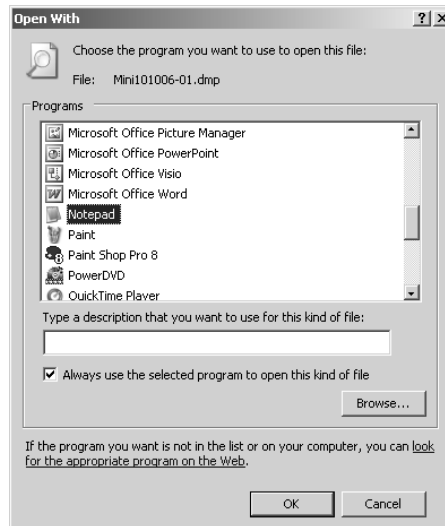 Open With
Choose the program you want to use to open this file:
File: Mini101006-01.dmp
Programs
Microsoft Office Picture Manager
Microsoft Office PowerPoint
Microsoft Office Visio
Microsoft Office Word
Notepad
Paint
Paint Shop Pro 8
PowerDVD
QuickTime Player
Type a description that you want to use for this kind of file:
Always use the selected program to open this kind of file
Browse...
If the program you want is not in the list or on your computer, you can look
for the appropriate program on the Web.
OK Cancel